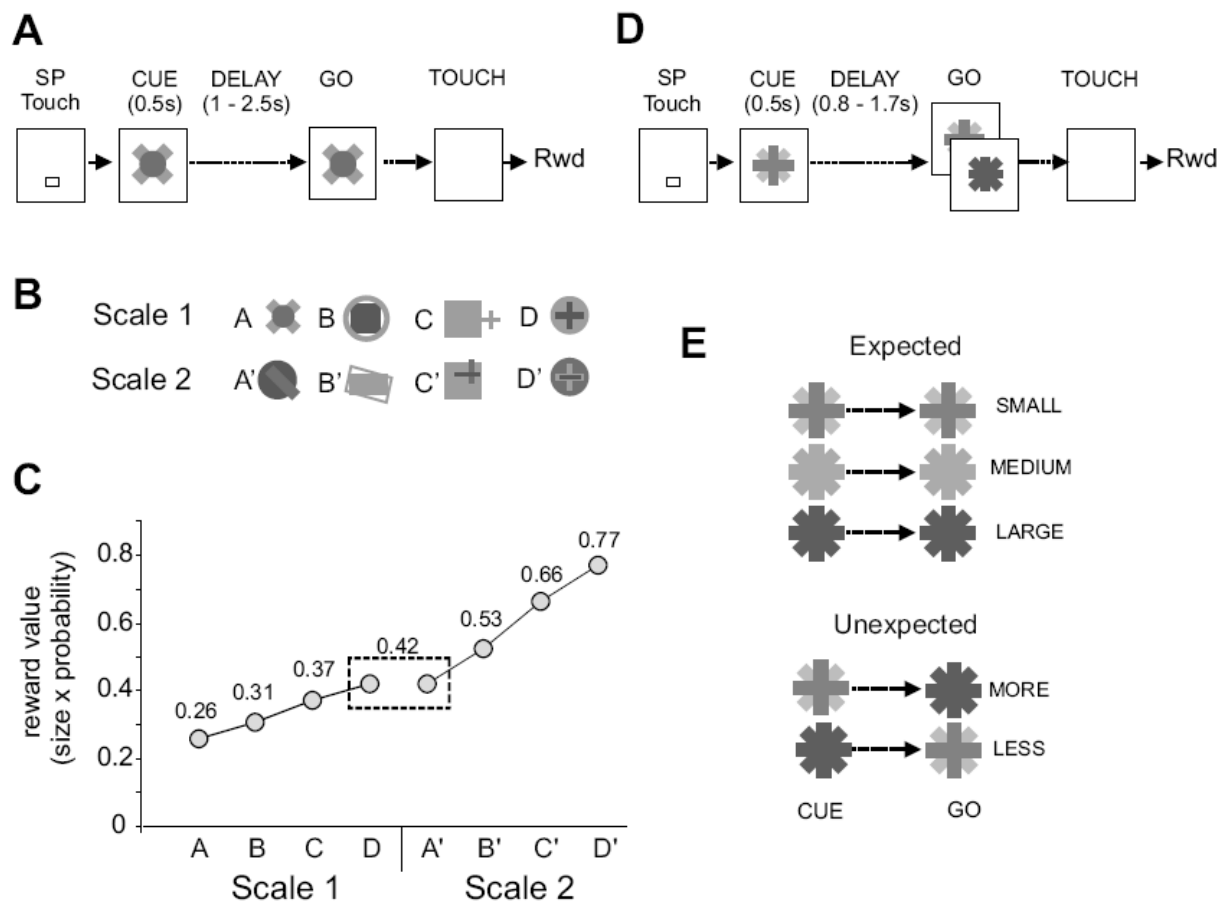 A
SP
Touch
CUE
(0.5s)
DELAY
(1 - 2.5s)
GO
TOUCH
Rwd
D
SP
Touch
CUE
(0.5s)
DELAY
(0.8 - 1.7s)
GO
TOUCH
Rwd
B
Scale 1
A
B
C
D
Scale 2
A'
B'
C'
D'
C
reward value
(size x probability)
0.8
0.6
0.4
0.2
0
0.26
0.31
0.37
0.42
0.53
0.66
0.77
A B C D A' B' C' D'
Scale 1 Scale 2
E
Expected
SMALL
MEDIUM
LARGE
Unexpected
MORE
LESS
CUE GO